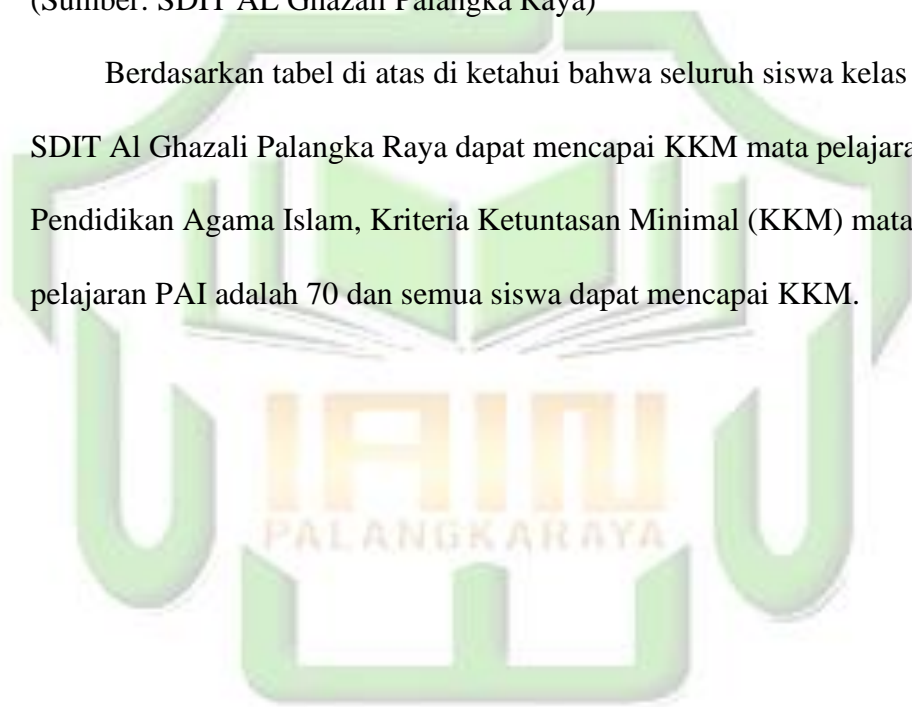 (Sumber: SDIT AL Ghazali Palangka Raya)
Berdasarkan tabel di atas di ketahui bahwa seluruh siswa kelas
SDIT Al Ghazali Palangka Raya dapat mencapai KKM mata pelajara
Pendidikan Agama Islam, Kriteria Ketuntasan Minimal (KKM) mata
pelajaran PAI adalah 70 dan semua siswa dapat mencapai KKM.
IAIN
PALANGKARAYA